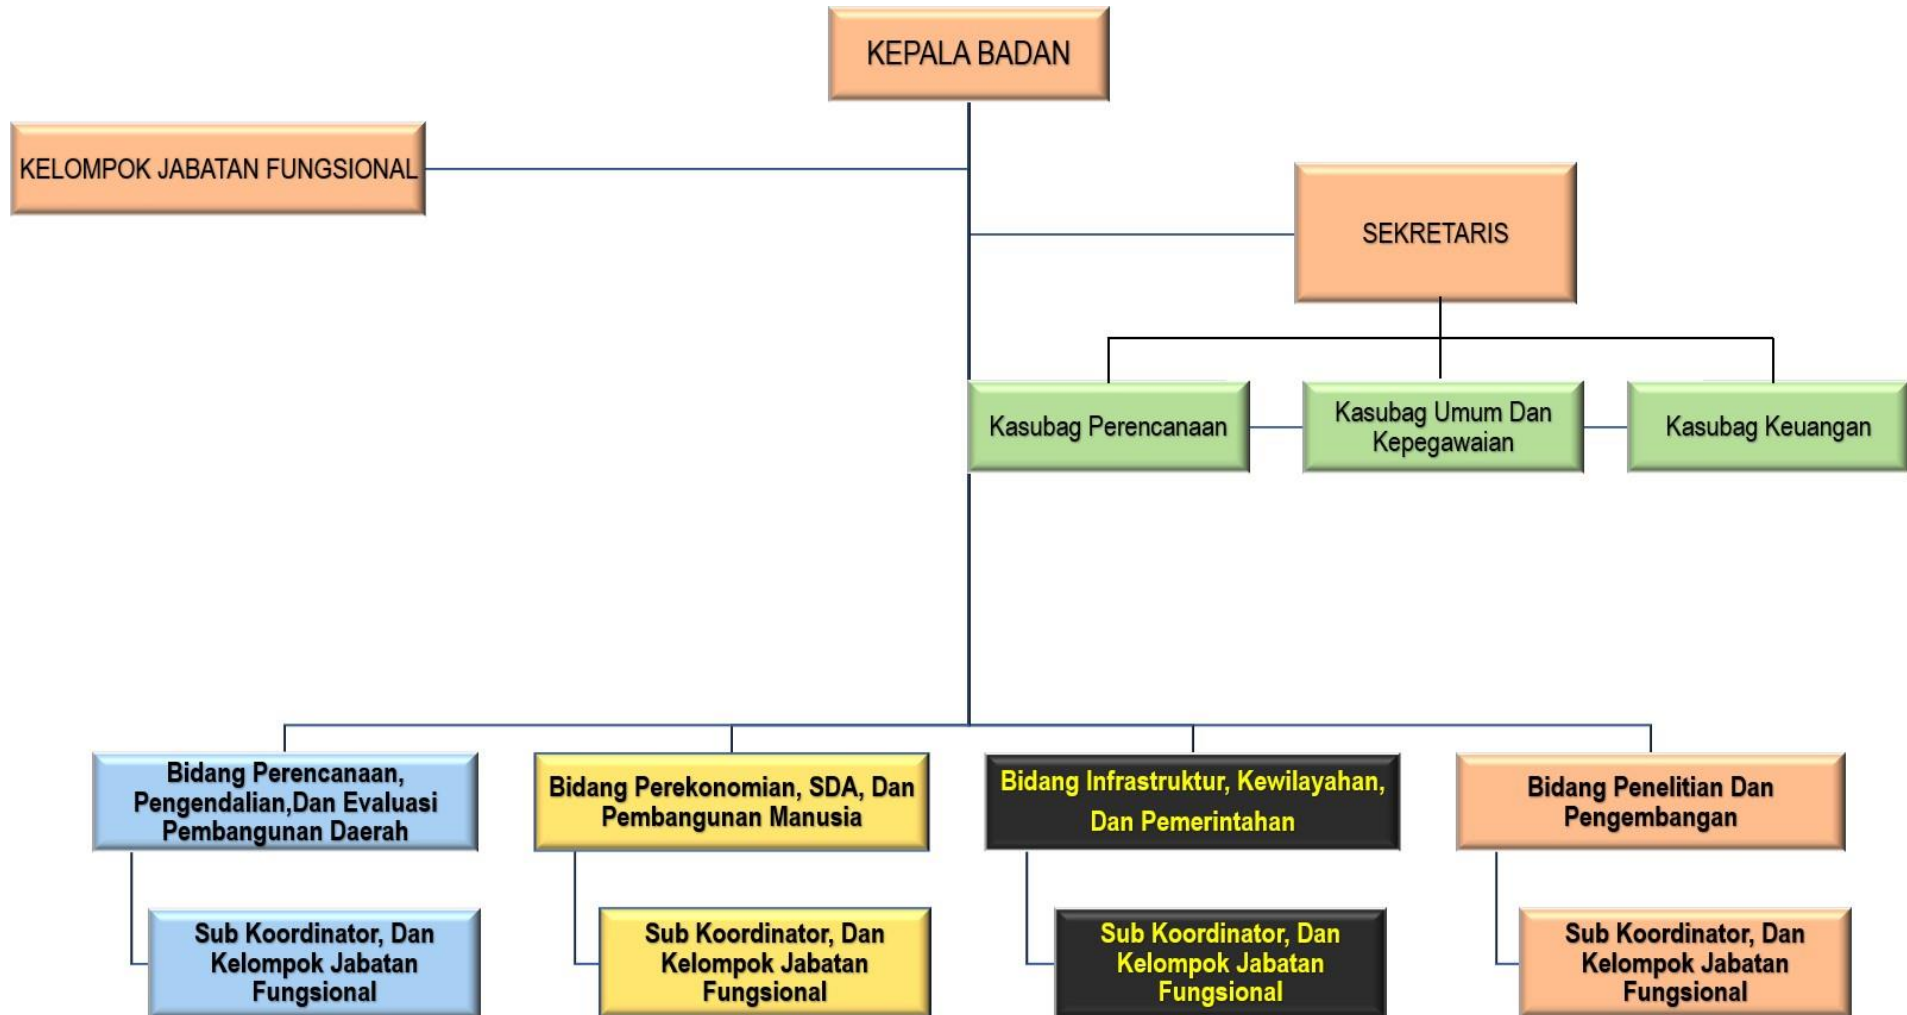 KEPALA BADAN
KELOMPOK JABATAN FUNGSIONAL
SEKRETARIS
Kasubag Perencanaan
Kasubag Umum Dan
Kepegawaian
Kasubag Keuangan
Bidang Perencanaan,
Pengendalian,Dan Evaluasi
Pembangunan Daerah
Bidang Perekonomian, SDA, Dan
Pembangunan Manusia
Bidang Infrastruktur, Kewilayahan,
Dan Pemerintahan
Bidang Penelitian Dan
Pengembangan
Sub Koordinator, Dan
Kelompok Jabatan
Fungsional
Sub Koordinator, Dan
Kelompok Jabatan
Fungsional
Sub Koordinator, Dan
Kelompok Jabatan
Fungsional
Sub Koordinator, Dan
Kelompok Jabatan
Fungsional